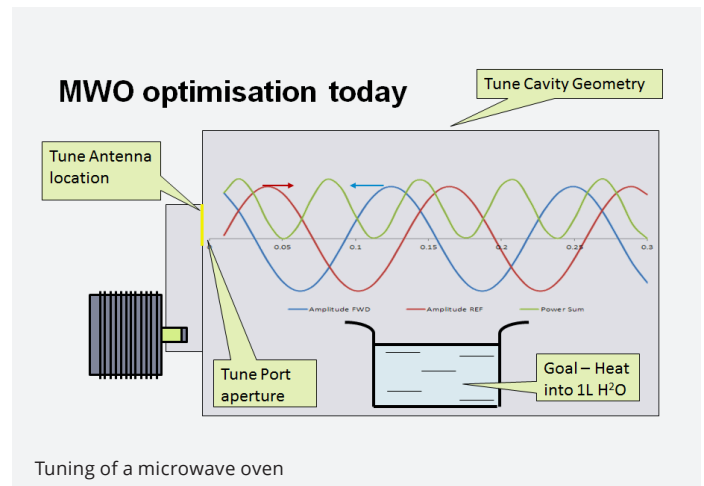 MWO optimisation today
Tune Cavity Geometry
Tune Antenna
location
0 0.05 0.1 0.15 0.2 0.25 0.3
Amplitude FWD Amplitude REF Power Sum
Tune Port
aperture
Goal – Heat
into 1L H²O
Tuning of a microwave oven